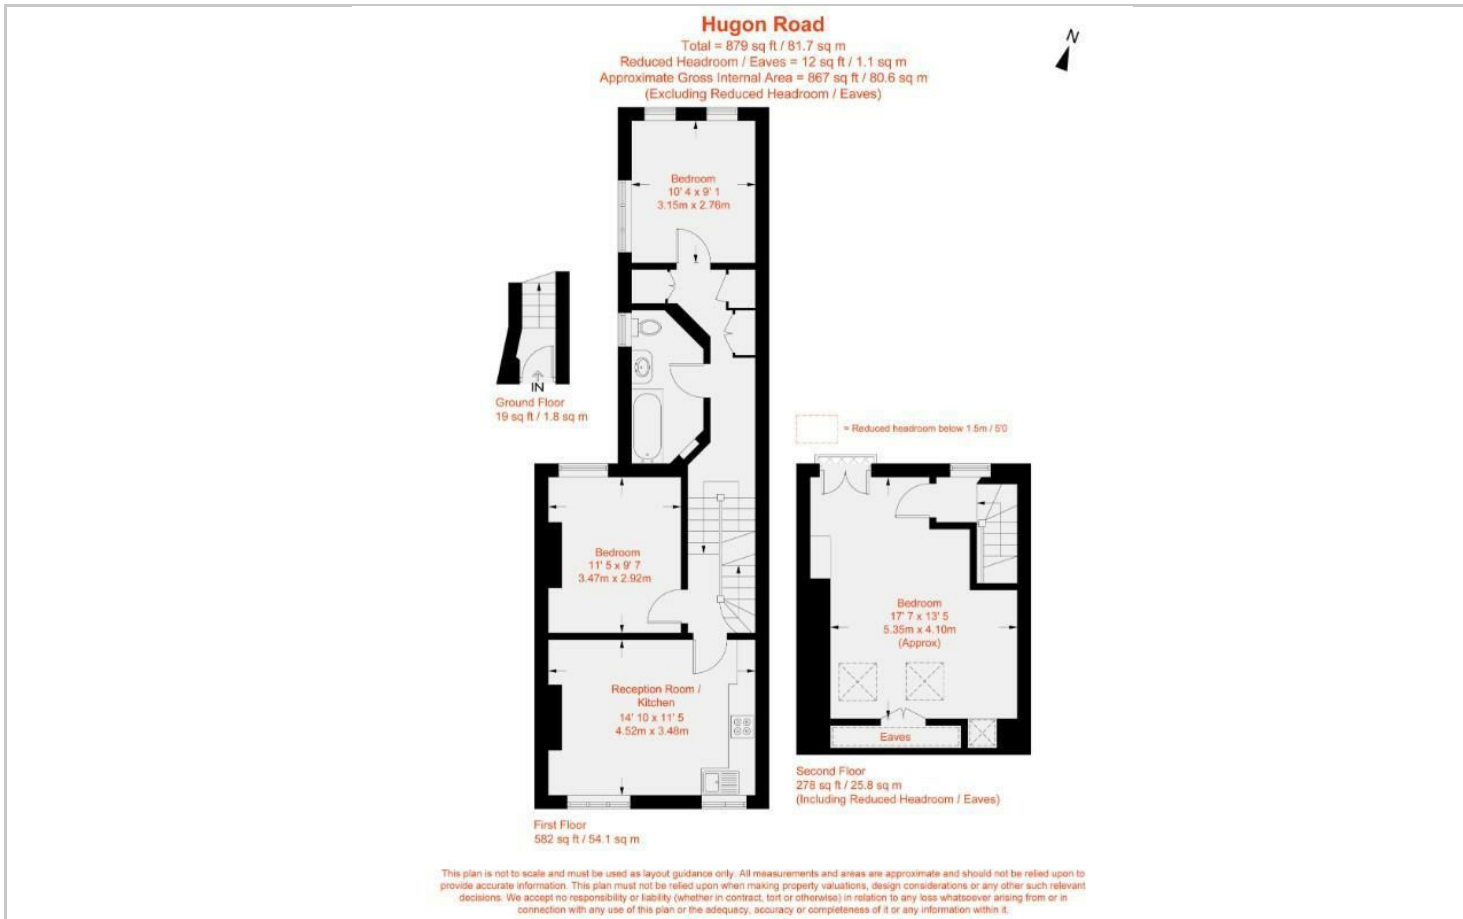 Hugon Road
Total = 879 sq ft / 81.7 sq m
Reduced Headroom / Eaves = 12 sq ft / 1.1 sq m
Approximate Gross Internal Area = 867 sq ft / 80.6 sq m
(Excluding Reduced Headroom / Eaves)
N
Bedroom
10' 4 x 9' 1
3.15m x 2.76m
IN
Ground Floor
19 sq ft / 1.8 sq m
= Reduced headroom below 1.5m / 5'0
Bedroom
11' 5 x 9' 7
3.47m x 2.92m
Bedroom
17' 7 x 13' 5
5.35m x 4.10m
(Approx)
Reception Room /
Kitchen
14' 10 x 11' 5
4.52m x 3.48m
Eaves
Second Floor
278 sq ft / 25.8 sq m
(Including Reduced Headroom / Eaves)
First Floor
582 sq ft / 54.1 sq m
This plan is not to scale and must be used as layout guidance only. All measurements and areas are approximate and should not be relied upon to
provide accurate information. This plan must not be relied upon when making property valuations, design considerations or any other such relevant
decisions. We accept no responsibility or liability (whether in contract, tort or otherwise) in relation to any loss whatsoever arising from or in
connection with any use of this plan or the adequacy, accuracy or completeness of it or any information within it.